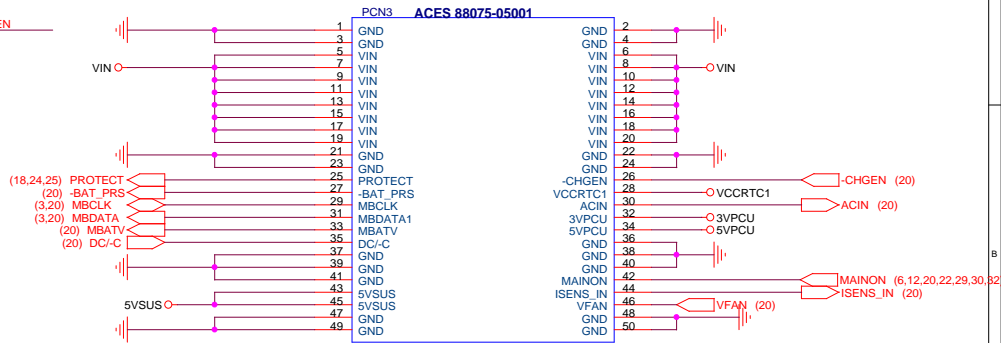 EN
PCN3 ACES 88075-05001
1 GND GND 2
3 GND GND 4
5 VIN VIN 6
VIN 7 VIN VIN 8 VIN
9 VIN VIN 10
11 VIN VIN 12
13 VIN VIN 14
15 VIN VIN 16
17 VIN VIN 18
19 VIN VIN 20
21 GND GND 22
23 GND GND 24
(18,24,25) PROTECT 25 PROTECT -CHGEN 26 -CHGEN (20)
(20) -BAT_PRS 27 -BAT_PRS VCCRTC1 28 VCCRTC1
(3,20) MBCLK 29 MBCLK ACIN 30 ACIN (20)
(3,20) MBDATA 31 MBDATA1 3VPCU 32 3VPCU
(20) MBATV 33 MBATV 5VPCU 34 5VPCU
(20) DC/-C 35 DC/-C GND 36
37 GND GND 38
39 GND GND 40
B
41 GND MAINON 42 MAINON (6,12,20,22,29,30,32)
43 5VSUS ISENS_IN 44 ISENS_IN (20)
5VSUS 45 5VSUS VFAN 46 VFAN (20)
47 GND GND 48
49 GND GND 50